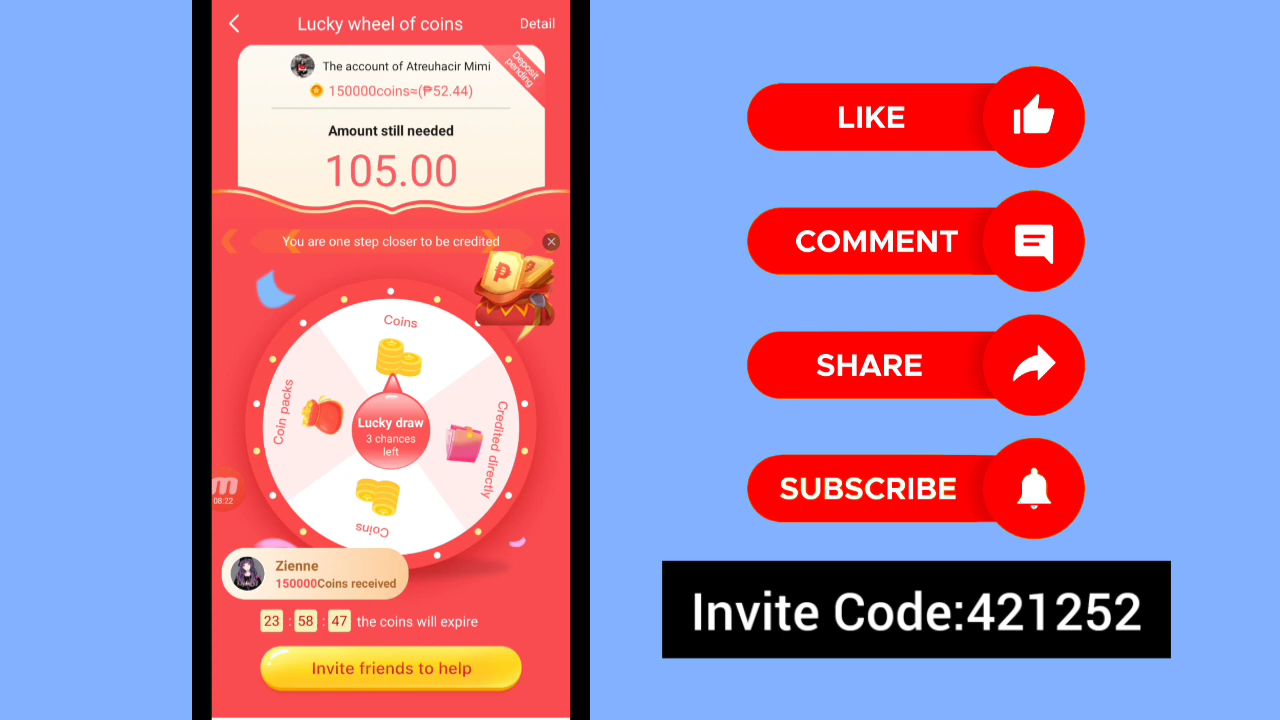 Lucky wheel of coins
Detail
The account of Atreuhacir Mimi
Deposit
pending
150000coins≈(₱52.44)
Amount still needed
105.00
You are one step closer to be credited
Coins
Coin packs
Lucky draw
3 chances
left
Credited directly
Coins
08:22
Zienne
150000Coins received
23 : 58 : 47 the coins will expire
Invite friends to help
LIKE
COMMENT
SHARE
SUBSCRIBE
Invite Code:421252